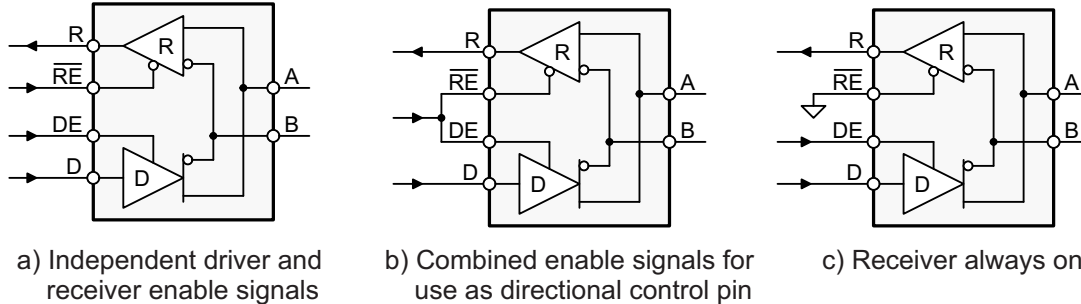 R
R
RE
A
DE
B
D
D
a) Independent driver and
receiver enable signals
R
R
RE
A
DE
B
D
D
b) Combined enable signals for
use as directional control pin
R
R
RE
A
DE
B
D
D
c) Receiver always on